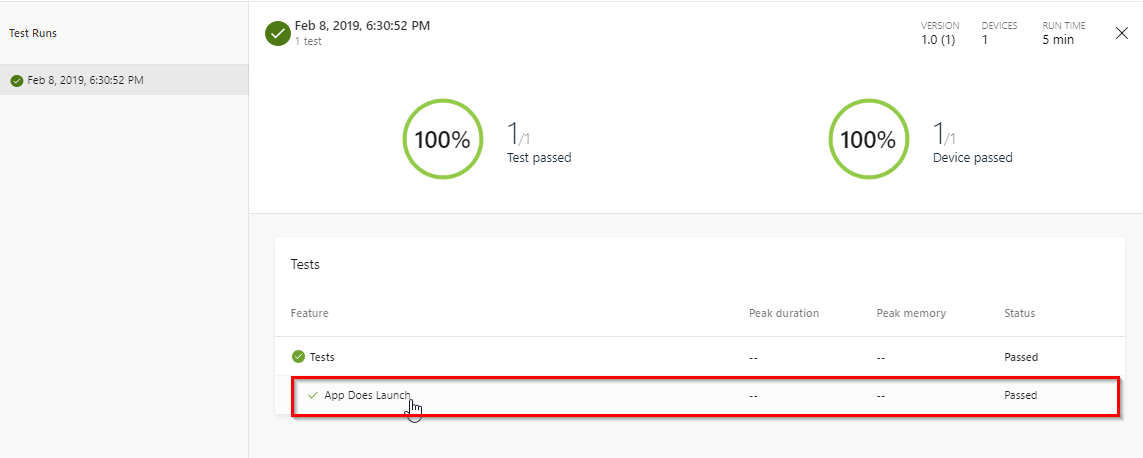 Test Runs
Feb 8, 2019, 6:30:52 PM
Feb 8, 2019, 6:30:52 PM
1 test
VERSION
1.0 (1)
DEVICES
1
RUN TIME
5 min
100%
1/1
Test passed
100%
1/1
Device passed
Tests
Feature Peak duration Peak memory Status
Tests -- -- Passed
App Does Launch -- -- Passed